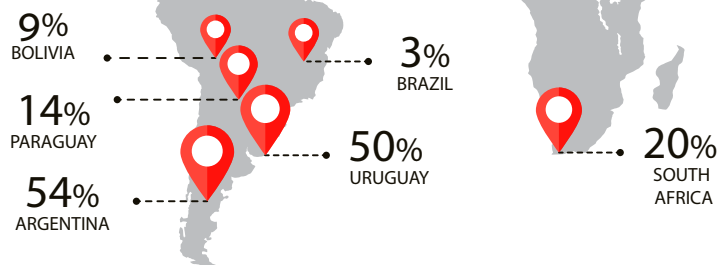 9%
BOLIVIA
3%
BRAZIL
14%
PARAGUAY
50%
URUGUAY
54%
ARGENTINA
20%
SOUTH
AFRICA